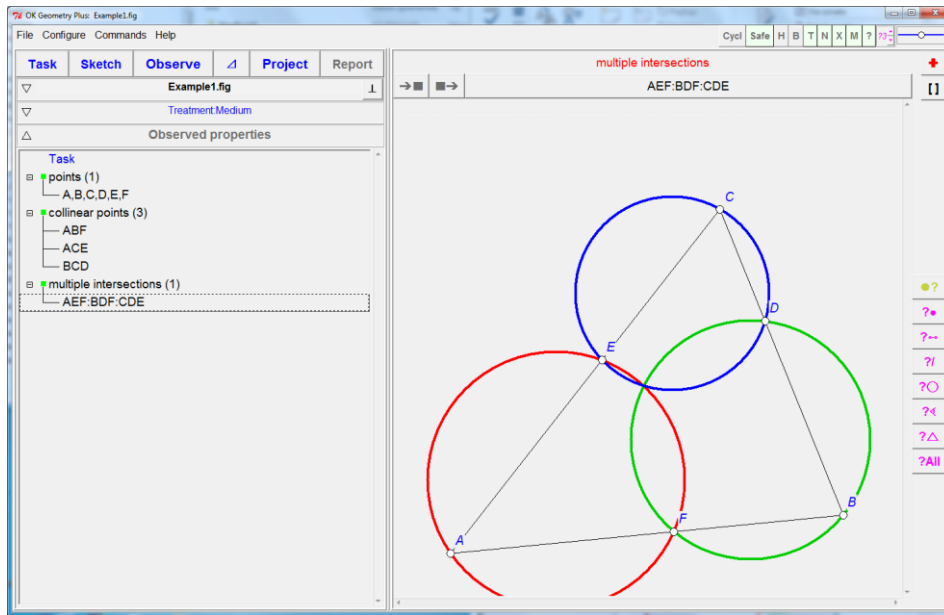 OK Geometry Plus: Example1.fig
File Configure Commands Help
Cycl Safe H B T N X M ? ?3
Task Sketch Observe Project Report
Example1.fig
Treatment:Medium
Observed properties
Task
points (1)
A,B,C,D,E,F
collinear points (3)
ABF
ACE
BCD
multiple intersections (1)
AEF:BDF:CDE
multiple intersections
AEF:BDF:CDE
[ ]
C
D
E
B
F
A
?
?
?
?/
?
?
?
?All